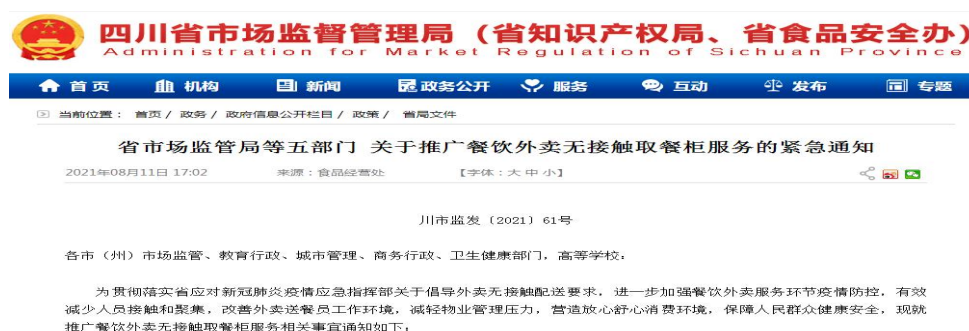 四川省市场监督管理局（省知识产权局、省食品安全办）
Administration for Market Regulation of Sichuan Province
首页 机构 新闻 政务公开 服务 互动 发布 专题
当前位置： 首页 / 政务 / 政府信息公开栏目 / 政策 / 省局文件
省市场监管局等五部门 关于推广餐饮外卖无接触取餐柜服务的紧急通知
2021年08月11日 17:02 来源：食品经营处 【字体：大 中 小】
川市监发〔2021〕61号
各市（州）市场监管、教育行政、城市管理、商务行政、卫生健康部门，高等学校：
为贯彻落实省应对新冠肺炎疫情应急指挥部关于倡导外卖无接触配送要求，进一步加强餐饮外卖服务环节疫情防控，有效
减少人员接触和聚集，改善外卖送餐员工作环境，减轻物业管理压力，营造放心舒心消费环境，保障人民群众健康安全，现就
推广餐饮外卖无接触取餐柜服务相关事宜通知如下：